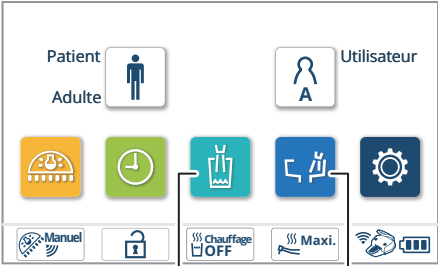 Patient
Utilisateur
Adulte
A
Manuel
Chauffage
OFF
Maxi.